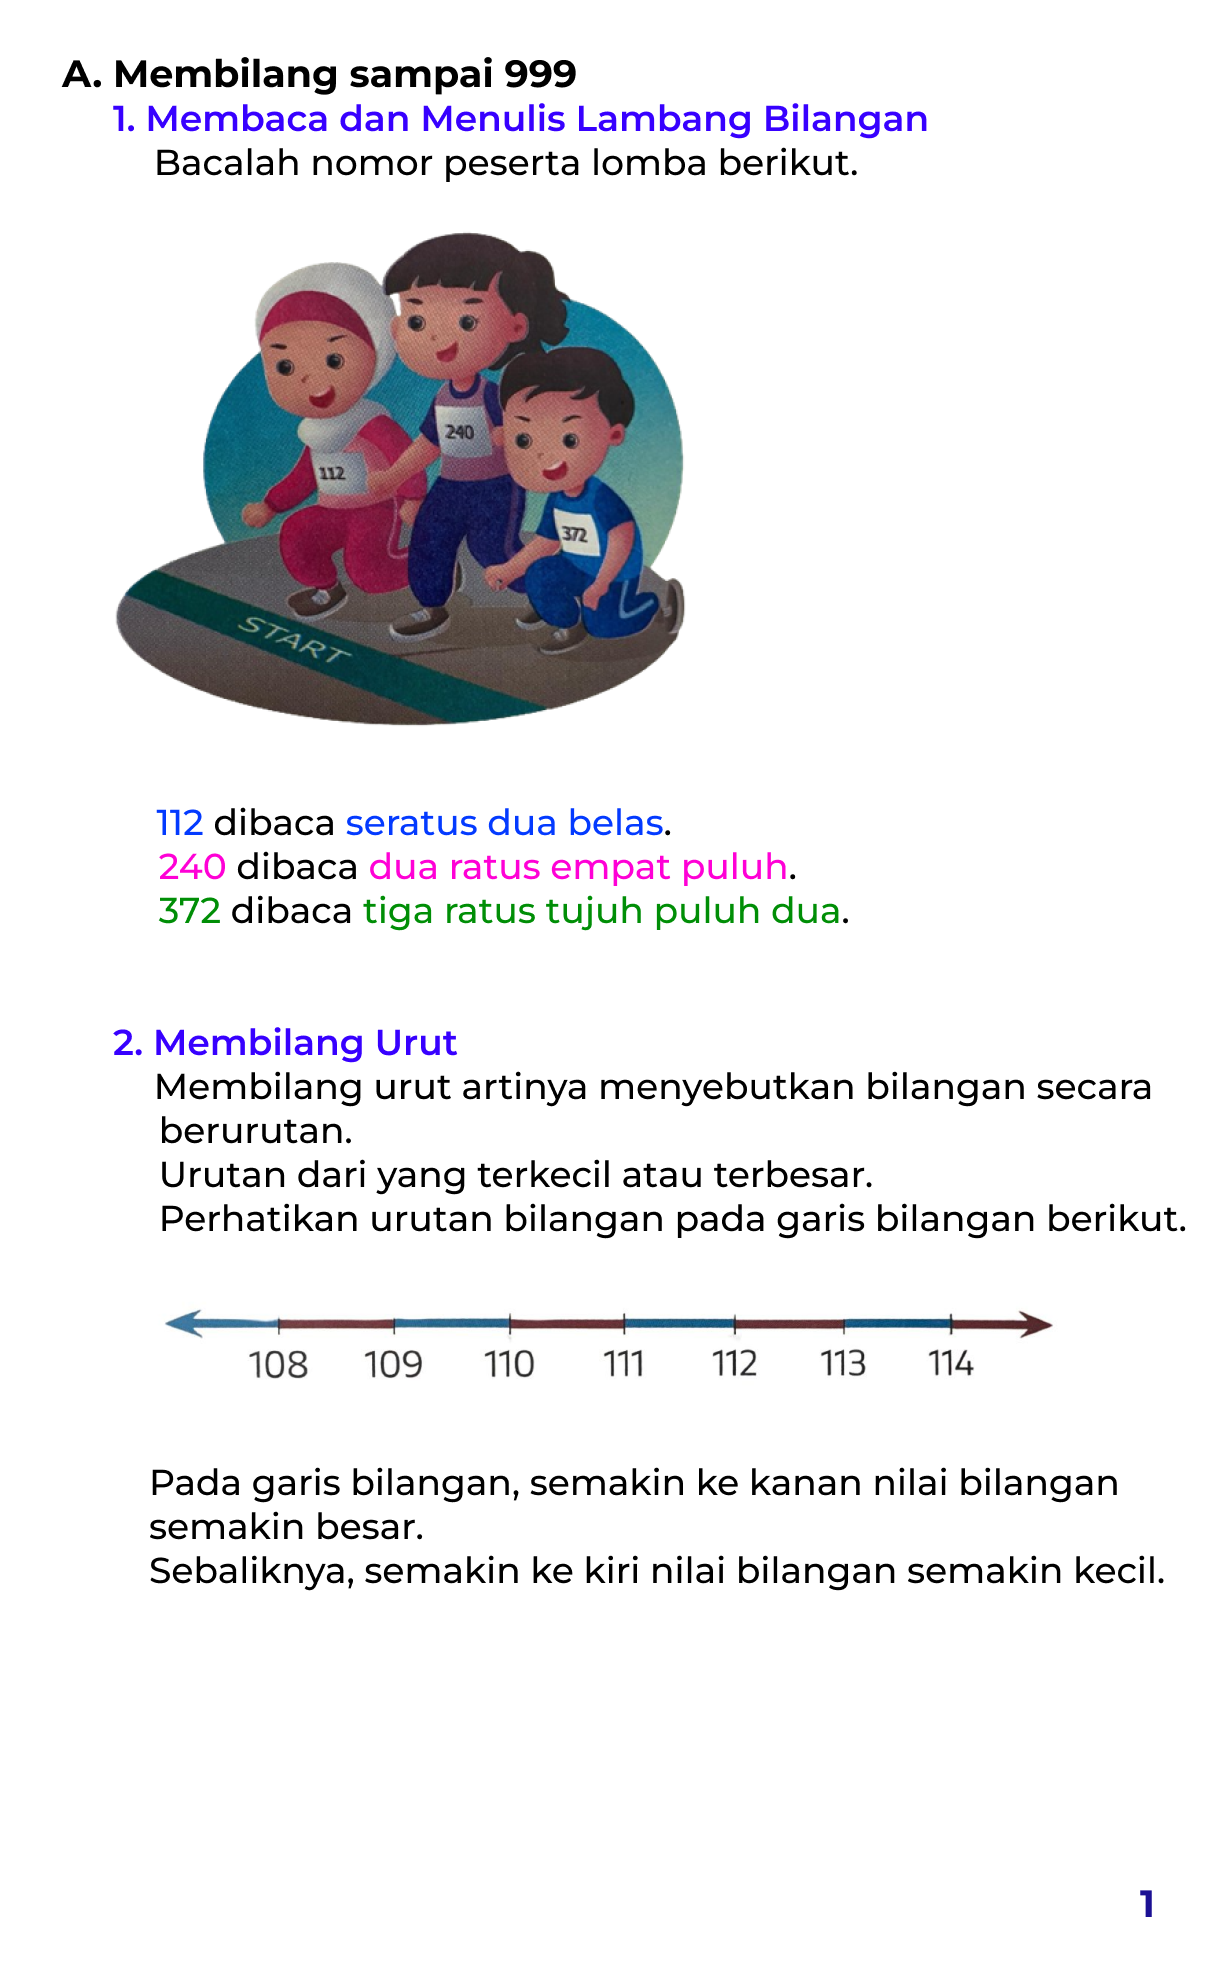 A. Membilang sampai 999
1. Membaca dan Menulis Lambang Bilangan
Bacalah nomor peserta lomba berikut.
240
112
372
START
112 dibaca seratus dua belas.
240 dibaca dua ratus empat puluh.
372 dibaca tiga ratus tujuh puluh dua.
2. Membilang Urut
Membilang urut artinya menyebutkan bilangan secara
berurutan.
Urutan dari yang terkecil atau terbesar.
Perhatikan urutan bilangan pada garis bilangan berikut.
108 109 110 111 112 113 114
Pada garis bilangan, semakin ke kanan nilai bilangan
semakin besar.
Sebaliknya, semakin ke kiri nilai bilangan semakin kecil.
1